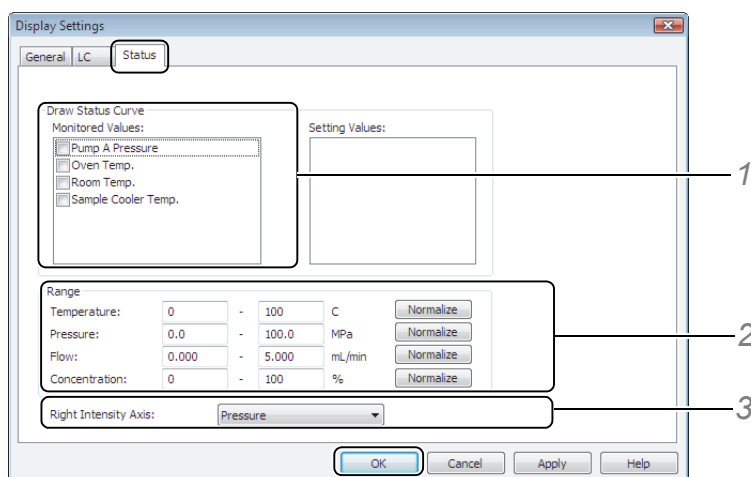 Display Settings
General LC Status
Draw Status Curve
Monitored Values: Setting Values:
Pump A Pressure
Oven Temp.
Room Temp.
Sample Cooler Temp.
1
Range
Temperature: 0 - 100 C Normalize
Pressure: 0.0 - 100.0 MPa Normalize
Flow: 0.000 - 5.000 mL/min Normalize
2
Concentration: 0 - 100 % Normalize
Right Intensity Axis: Pressure
3
OK Cancel Apply Help